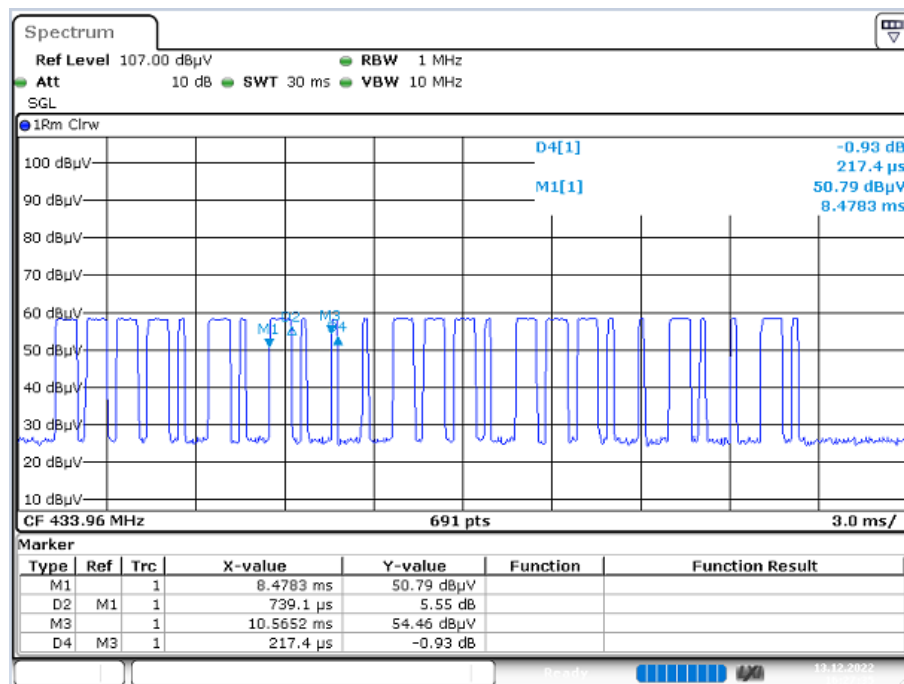 Spectrum
Ref Level 107.00 dBµV RBW 1 MHz
Att 10 dB SWT 30 ms VBW 10 MHz
SGL
1Rm Clrw
D4[1] -0.93 dB
217.4 µs
M1[1] 50.79 dBµV
8.4783 ms
100 dBµV
90 dBµV
80 dBµV
70 dBµV
60 dBµV
50 dBµV
40 dBµV
30 dBµV
20 dBµV
10 dBµV
M1 D2 M3 D4
CF 433.96 MHz 691 pts 3.0 ms/
Marker
Type Ref Trc X-value Y-value Function Function Result
M1 1 8.4783 ms 50.79 dBµV
D2 M1 1 739.1 µs 5.55 dB
M3 1 10.5652 ms 54.46 dBµV
D4 M3 1 217.4 µs -0.93 dB
Ready LXI 13.12.2022